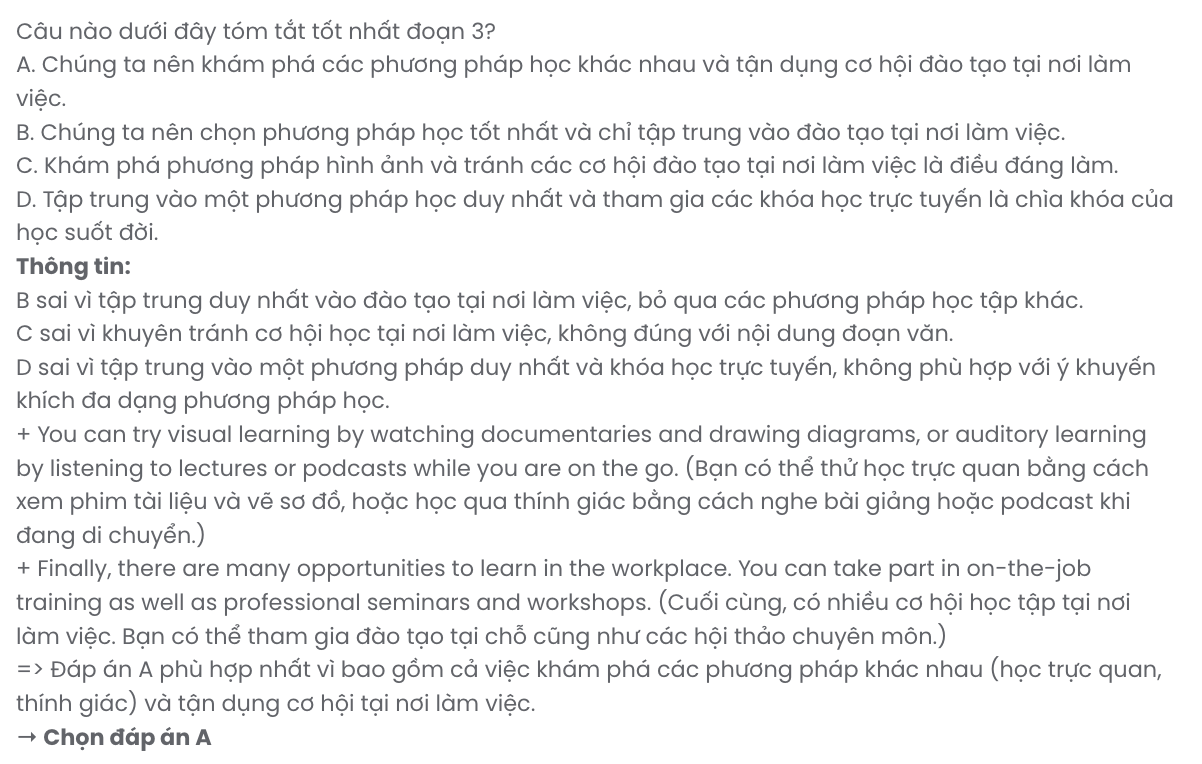 Câu nào dưới đây tóm tắt tốt nhất đoạn 3?
A. Chúng ta nên khám phá các phương pháp học khác nhau và tận dụng cơ hội đào tạo tại nơi làm
việc.
B. Chúng ta nên chọn phương pháp học tốt nhất và chỉ tập trung vào đào tạo tại nơi làm việc.
C. Khám phá phương pháp hình ảnh và tránh các cơ hội đào tạo tại nơi làm việc là điều đáng làm.
D. Tập trung vào một phương pháp học duy nhất và tham gia các khóa học trực tuyến là chìa khóa của
học suốt đời.
Thông tin:
B sai vì tập trung duy nhất vào đào tạo tại nơi làm việc, bỏ qua các phương pháp học tập khác.
C sai vì khuyên tránh cơ hội học tại nơi làm việc, không đúng với nội dung đoạn văn.
D sai vì tập trung vào một phương pháp duy nhất và khóa học trực tuyến, không phù hợp với ý khuyến
khích đa dạng phương pháp học.
+ You can try visual learning by watching documentaries and drawing diagrams, or auditory learning
by listening to lectures or podcasts while you are on the go. (Bạn có thể thử học trực quan bằng cách
xem phim tài liệu và vẽ sơ đồ, hoặc học qua thính giác bằng cách nghe bài giảng hoặc podcast khi
đang di chuyển.)
+ Finally, there are many opportunities to learn in the workplace. You can take part in on-the-job
training as well as professional seminars and workshops. (Cuối cùng, có nhiều cơ hội học tập tại nơi
làm việc. Bạn có thể tham gia đào tạo tại chỗ cũng như các hội thảo chuyên môn.)
=> Đáp án A phù hợp nhất vì bao gồm cả việc khám phá các phương pháp khác nhau (học trực quan,
thính giác) và tận dụng cơ hội tại nơi làm việc.
→ Chọn đáp án A